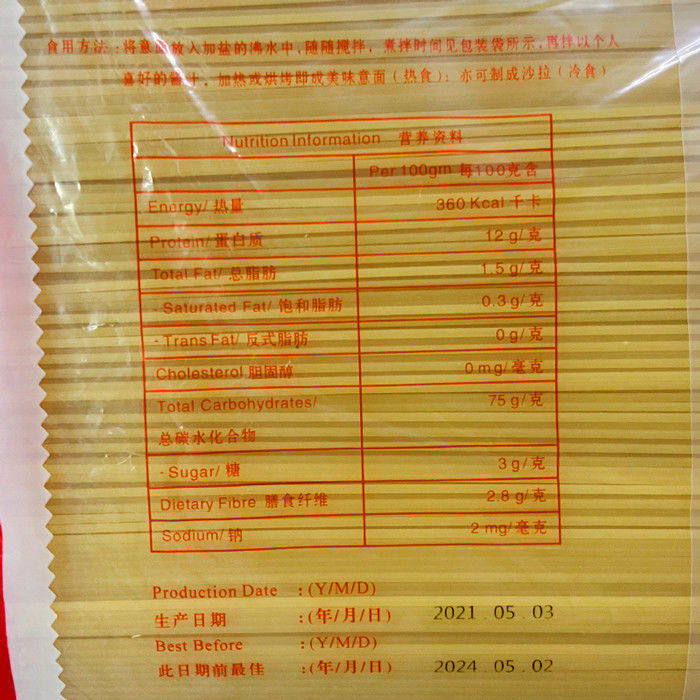 食用方法：将意面放入加盐的沸水中，随随搅拌，煮拌时间见包装袋所示，再拌以个人
喜好的酱汁，加热或烘烤即成美味意面（热食）；亦可制成沙拉（冷食）
Nutrition Information 营养资料
Per 100gm 每100克含
Energy/ 热量 360 Kcal 千卡
Protein/ 蛋白质 12 g/克
Total Fat/ 总脂肪 1.5 g/克
- Saturated Fat/ 饱和脂肪 0.3 g/克
- Trans Fat/ 反式脂肪 0 g/克
Cholesterol 胆固醇 0 mg/ 毫克
Total Carbohydrates/ 75 g/ 克
总碳水化合物
- Sugar/ 糖 3 g/克
Dietary Fibre 膳食纤维 2.8 g/克
Sodium/ 钠 2 mg/毫克
Production Date :(Y/M/D)
生产日期 :(年/月/日) 2021 . 05 . 03
Best Before :(Y/M/D)
此日期前最佳 :(年/月/日) 2024 . 05 . 02